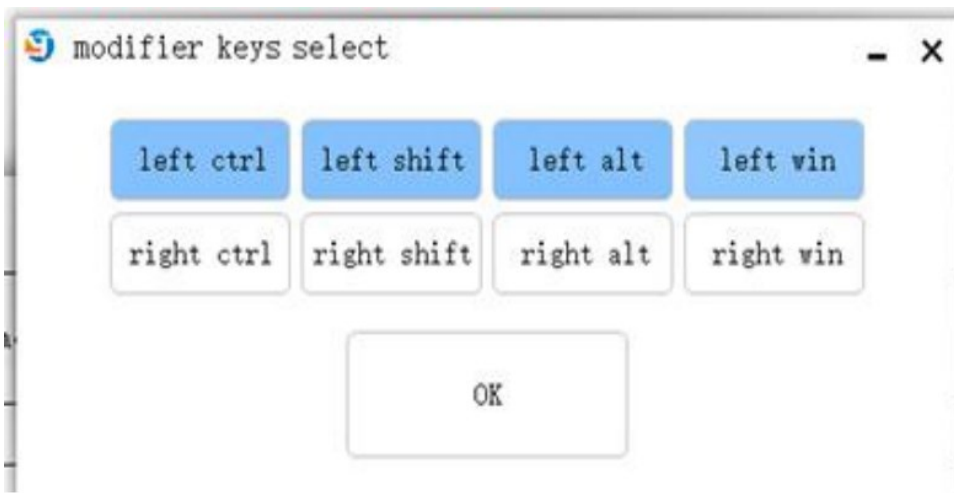 modifier keys select
left ctrl left shift left alt left win
right ctrl right shift right alt right win
OK